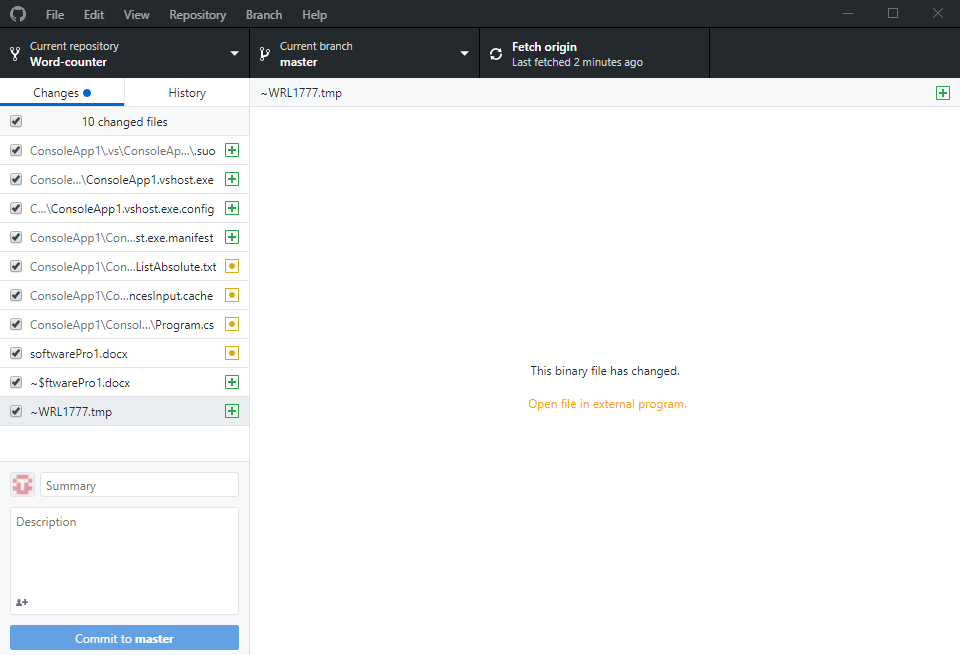 File Edit View Repository Branch Help
Current repository
Word-counter
Current branch
master
Fetch origin
Last fetched 2 minutes ago
Changes
History
~WRL1777.tmp
10 changed files
ConsoleApp1\.vs\ConsoleAp...\.suo
Console...\ConsoleApp1.vshost.exe
C...\ConsoleApp1.vshost.exe.config
ConsoleApp1\Con...st.exe.manifest
ConsoleApp1\Con...ListAbsolute.txt
ConsoleApp1\Co...ncesInput.cache
ConsoleApp1\Consol...\Program.cs
softwarePro1.docx
~$ftwarePro1.docx
~WRL1777.tmp
This binary file has changed.
Open file in external program.
Summary
Description
Commit to master